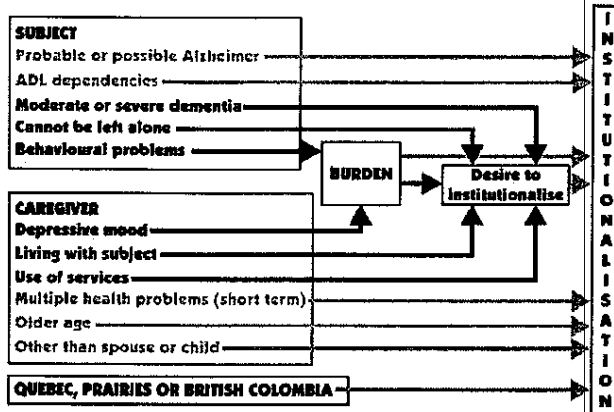 SUBJECT
Probable or possible Alzheimer
ADL dependencies
Moderate or severe dementia
Cannot be left alone
Behavioural problems
BURDEN
Desire to
institutionalise
CAREGIVER
Depressive mood
Living with subject
Use of services
Multiple health problems (short term)
Older age
Other than spouse or child
QUEBEC, PRAIRIES OR BRITISH COLOMBIA
INSTITUTIONALISATION